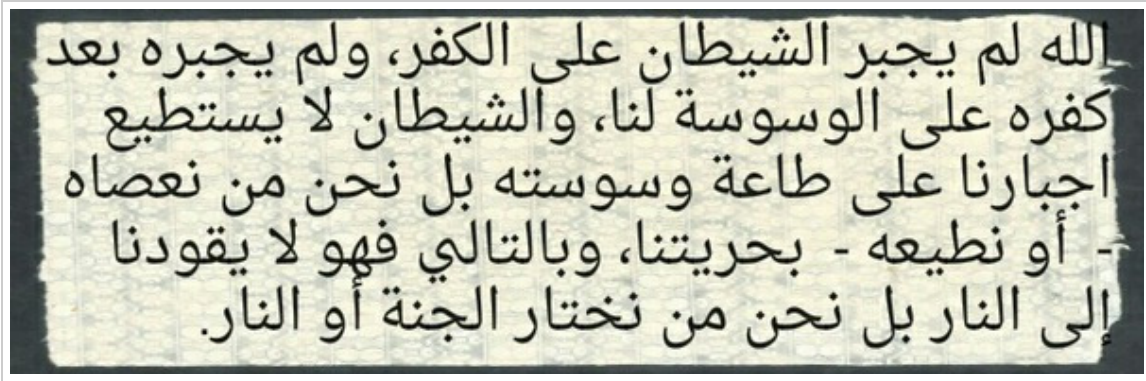 الله لم يجبر الشيطان على الكفر، ولم يجبره بعد
كفره على الوسوسة لنا، والشيطان لا يستطيع
اجبارنا على طاعة وسوسته بل نحن من نعصاه
- أو نطيعه - بحريتنا، وبالتالي فهو لا يقودنا
إلى النار بل نحن من نختار الجنة أو النار.